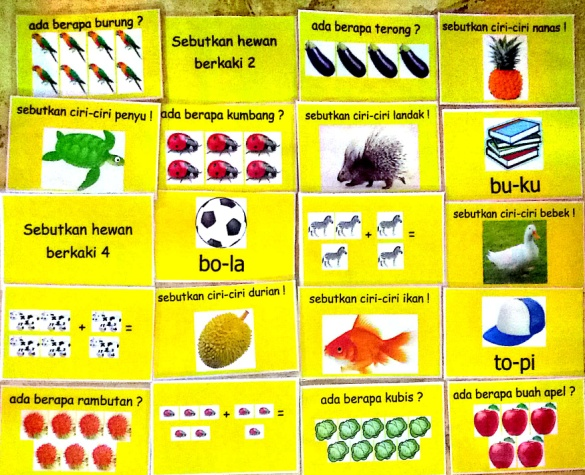 ada berapa burung ?
Sebutkan hewan
berkaki 2
ada berapa terong ?
sebutkan ciri-ciri nanas !
sebutkan ciri-ciri penyu !
ada berapa kumbang ?
sebutkan ciri-ciri landak !
bu-ku
Sebutkan hewan
berkaki 4
bo-la
+ =
sebutkan ciri-ciri bebek !
+ =
sebutkan ciri-ciri durian !
sebutkan ciri-ciri ikan !
to-pi
ada berapa rambutan ?
+ =
ada berapa kubis ?
ada berapa buah apel ?